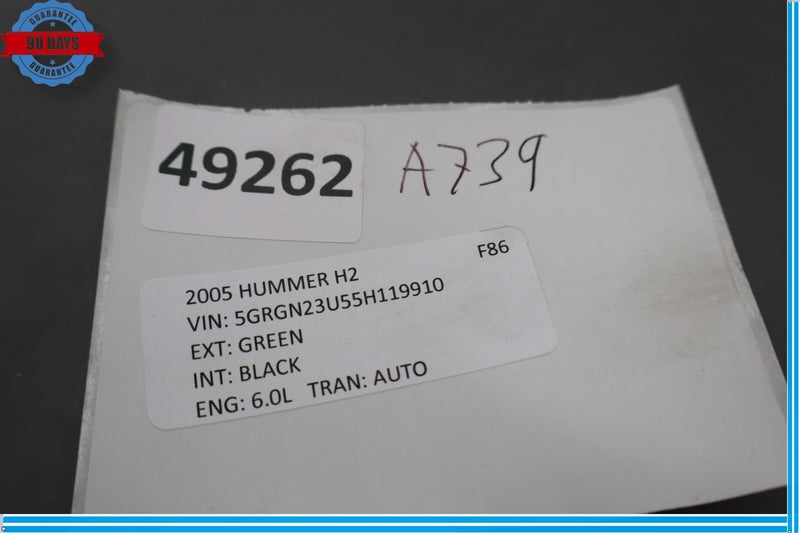 GUARANTEE
90 DAYS
GUARANTEE
49262
A739
F86
2005 HUMMER H2
VIN: 5GRGN23U55H119910
EXT: GREEN
INT: BLACK
ENG: 6.0L TRAN: AUTO